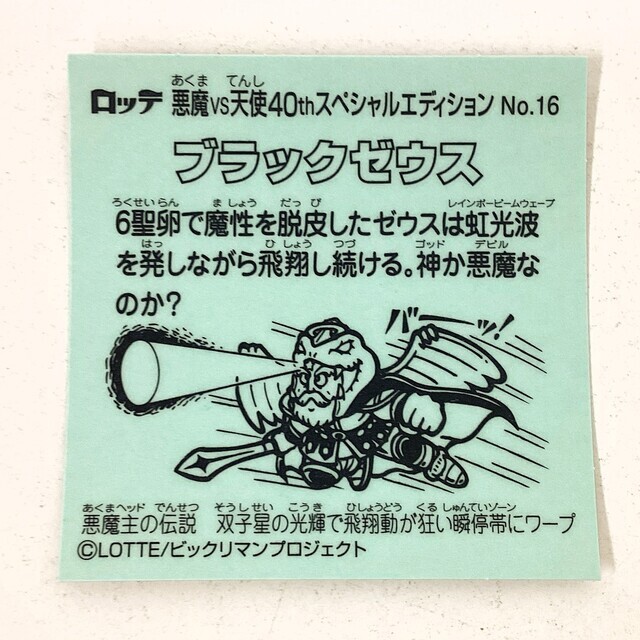 ロッテ 悪魔VS天使40thスペシャルエディション No.16
ブラックゼウス
6聖卵で魔性を脱皮したゼウスは虹光波
を発しながら飛翔し続ける。神か悪魔な
のか?
バッ!
悪魔主の伝説 双子星の光輝で飛翔動が狂い瞬停帯にワープ
©LOTTE/ビックリマンプロジェクト